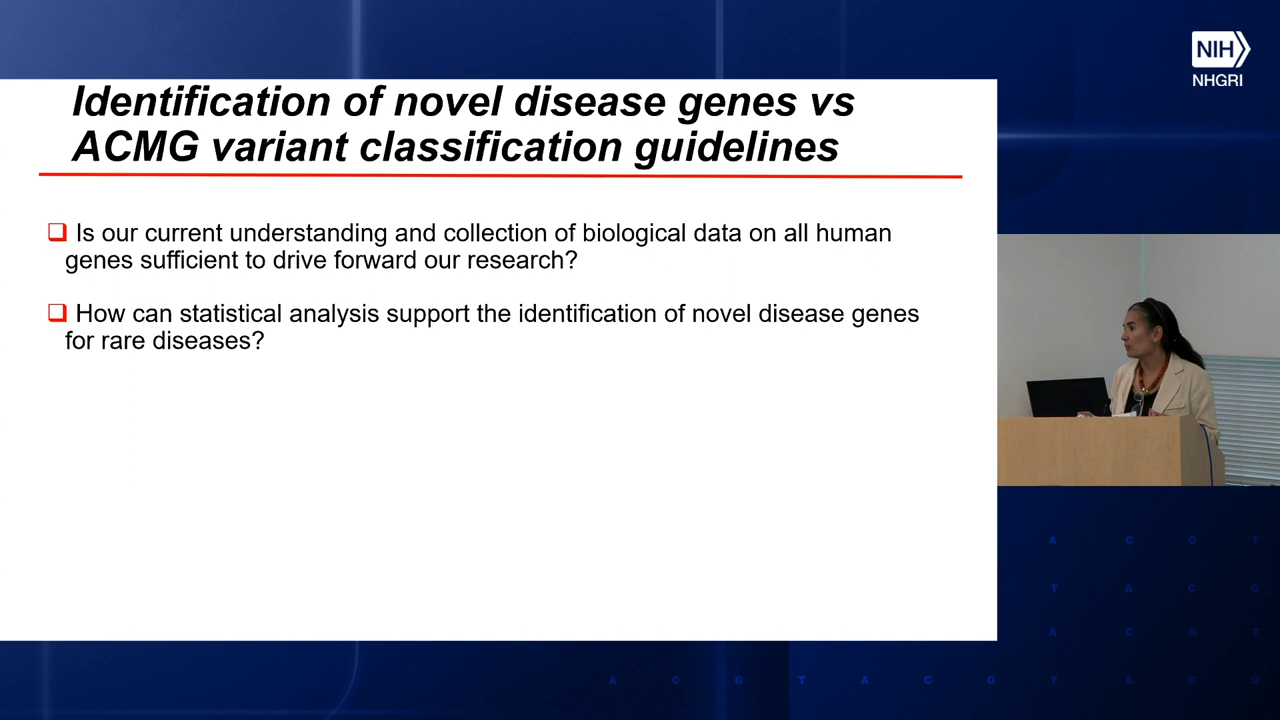 NIH
NHGRI
Identification of novel disease genes vs
ACMG variant classification guidelines
Is our current understanding and collection of biological data on all human
genes sufficient to drive forward our research?
How can statistical analysis support the identification of novel disease genes
for rare diseases?
A C G T
T A C G
A C G T
A C G T A C G T A C G